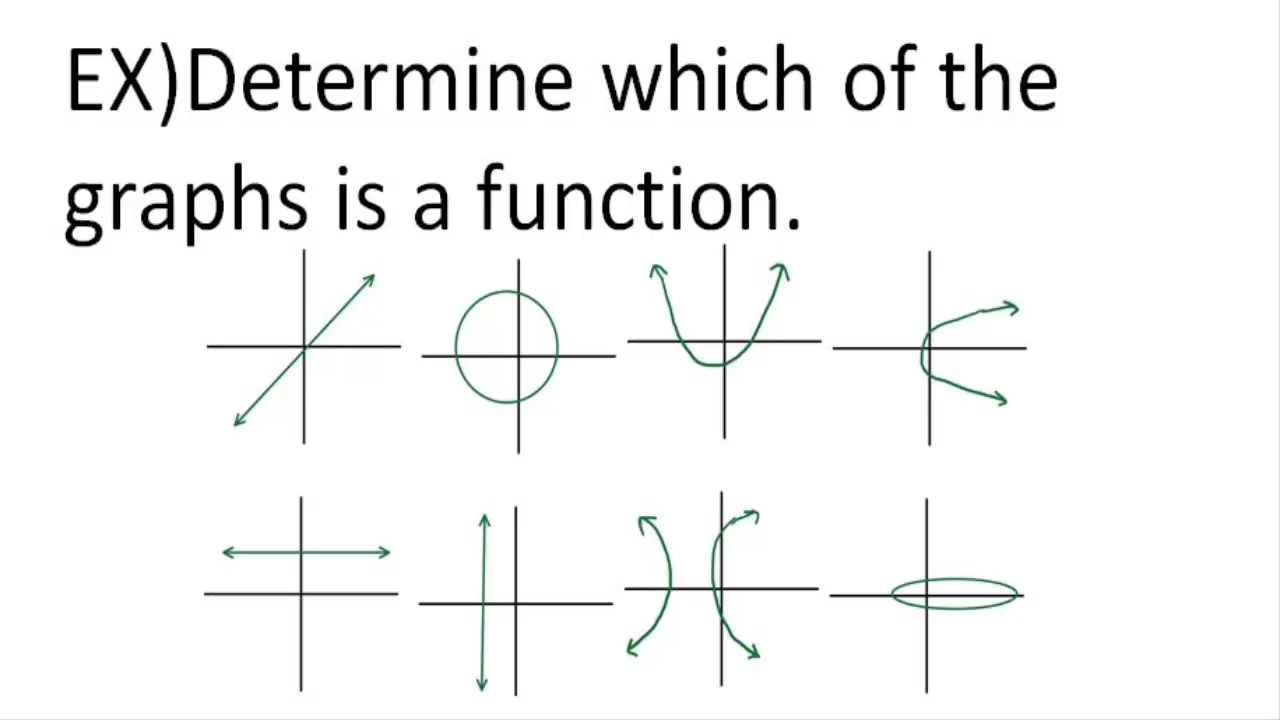 EX)Determine which of the
graphs is a function.